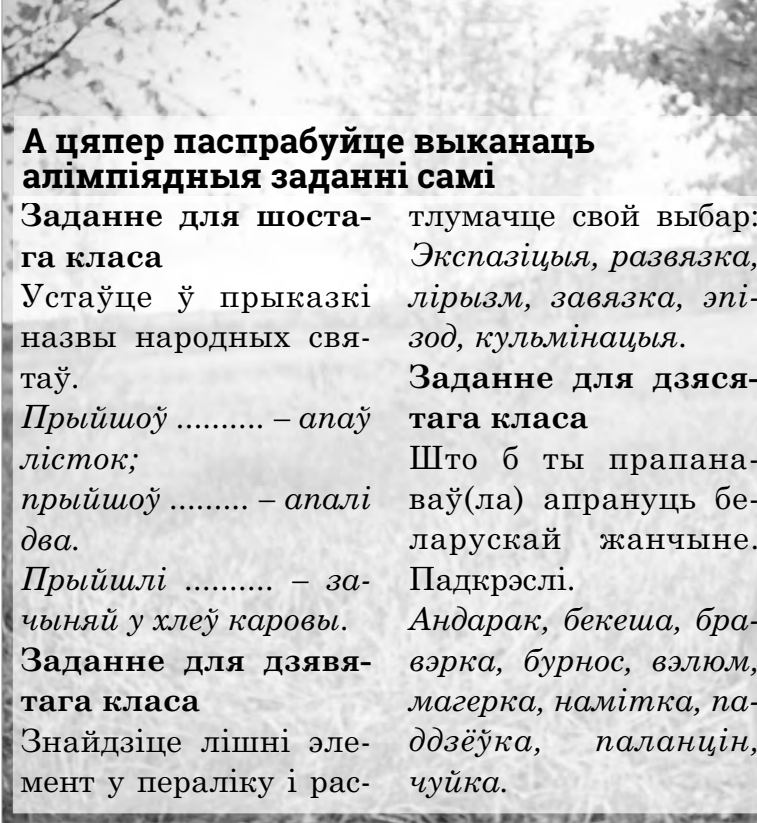 А цяпер паспрабуйце выканаць
алімпіядныя заданні самі
Заданне для шоста-
га класа
Устаўце ў прыказкі
назвы народных свя-
таў.
Прыйшоў .......... – апаў
лісток;
прыйшоў ......... – апалі
два.
Прыйшлі .......... – за-
чыняй у хлеў каровы.
Заданне для дзявя-
тага класа
Знайдзіце лішні эле-
мент у пераліку і рас-
тлумачце свой выбар:
Экспазіцыя, развязка,
лірызм, завязка, эпі-
зод, кульмінацыя.
Заданне для дзяся-
тага класа
Што б ты прапана-
ваў(ла) апрануць бе-
ларускай жанчыне.
Падкрэслі.
Андарак, бекеша, бра-
вэрка, бурнос, вэлюм,
магерка, намітка, па-
ддзёўка, паланцін,
чуйка.